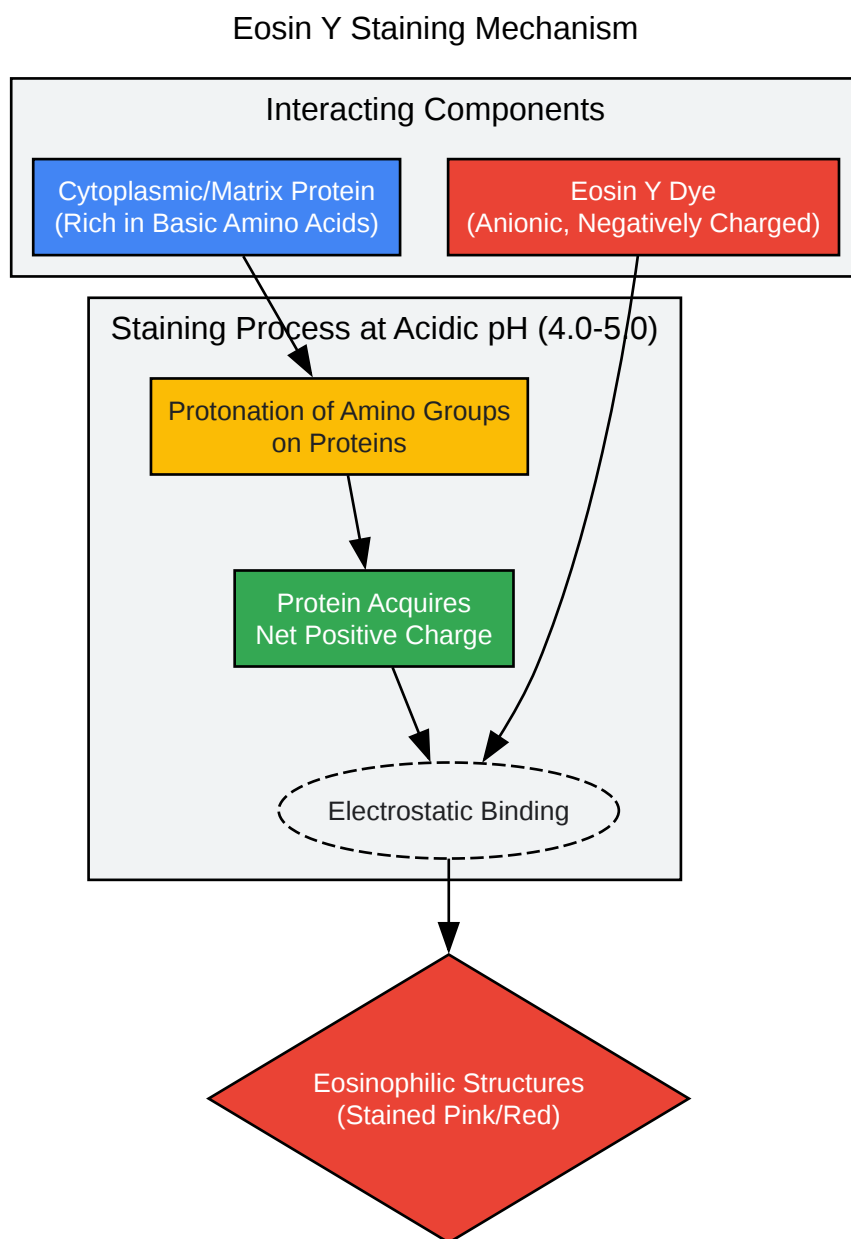 Eosin Y Staining Mechanism
Interacting Components
Cytoplasmic/Matrix Protein
(Rich in Basic Amino Acids)
Eosin Y Dye
(Anionic, Negatively Charged)
Staining Process at Acidic pH (4.0-5.0)
Protonation of Amino Groups
on Proteins
Protein Acquires
Net Positive Charge
Electrostatic Binding
Eosinophilic Structures
(Stained Pink/Red)